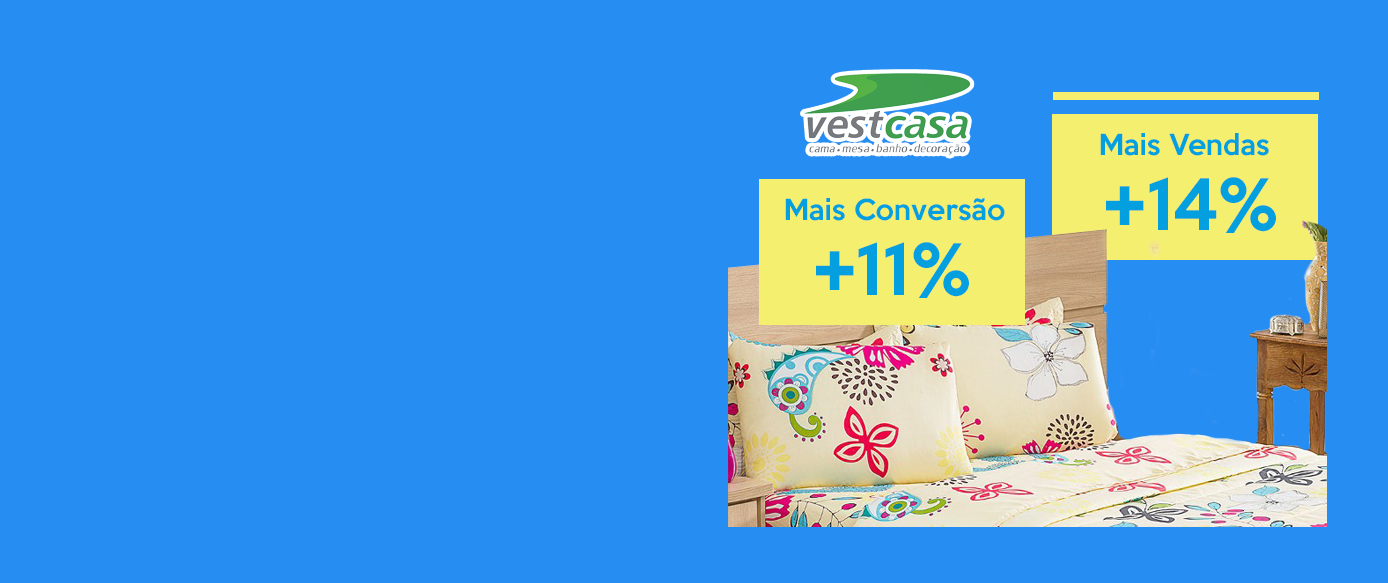 vestcasa
cama • mesa • banho • decoração
Mais Vendas
+14%
Mais Conversão
+11%